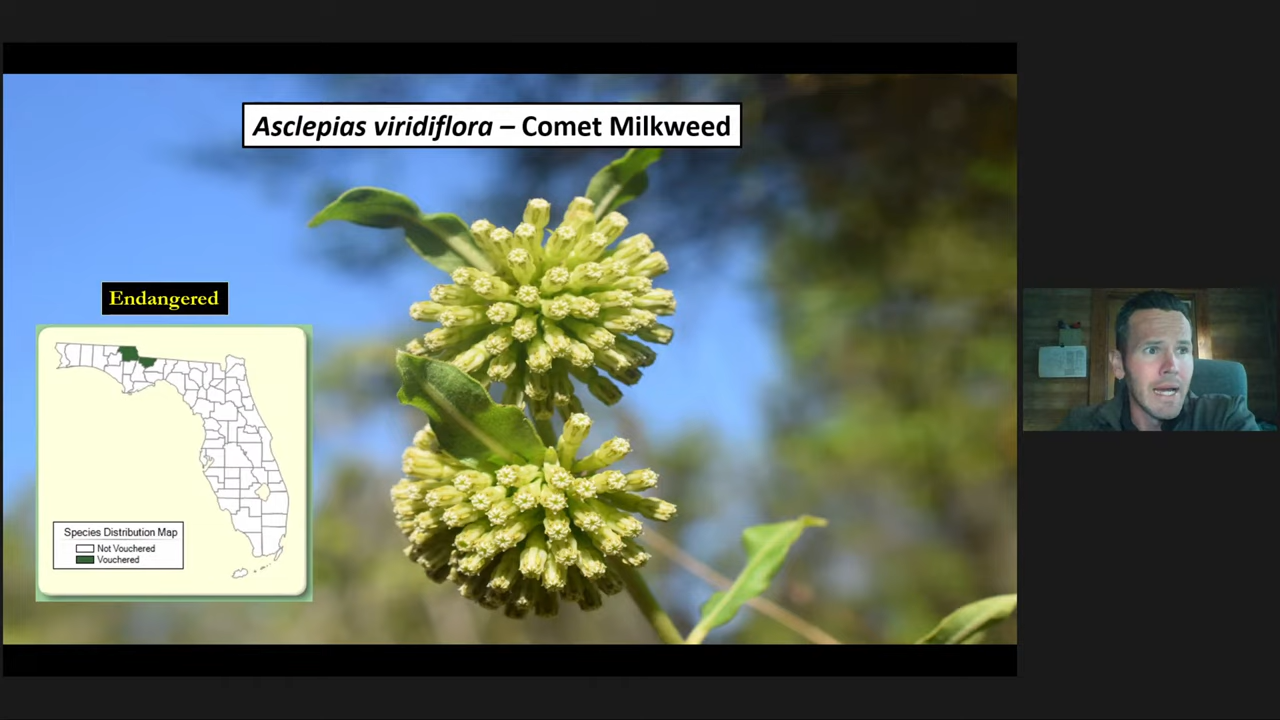 Asclepias viridiflora – Comet Milkweed
Endangered
Species Distribution Map
Not Vouchered
Vouchered